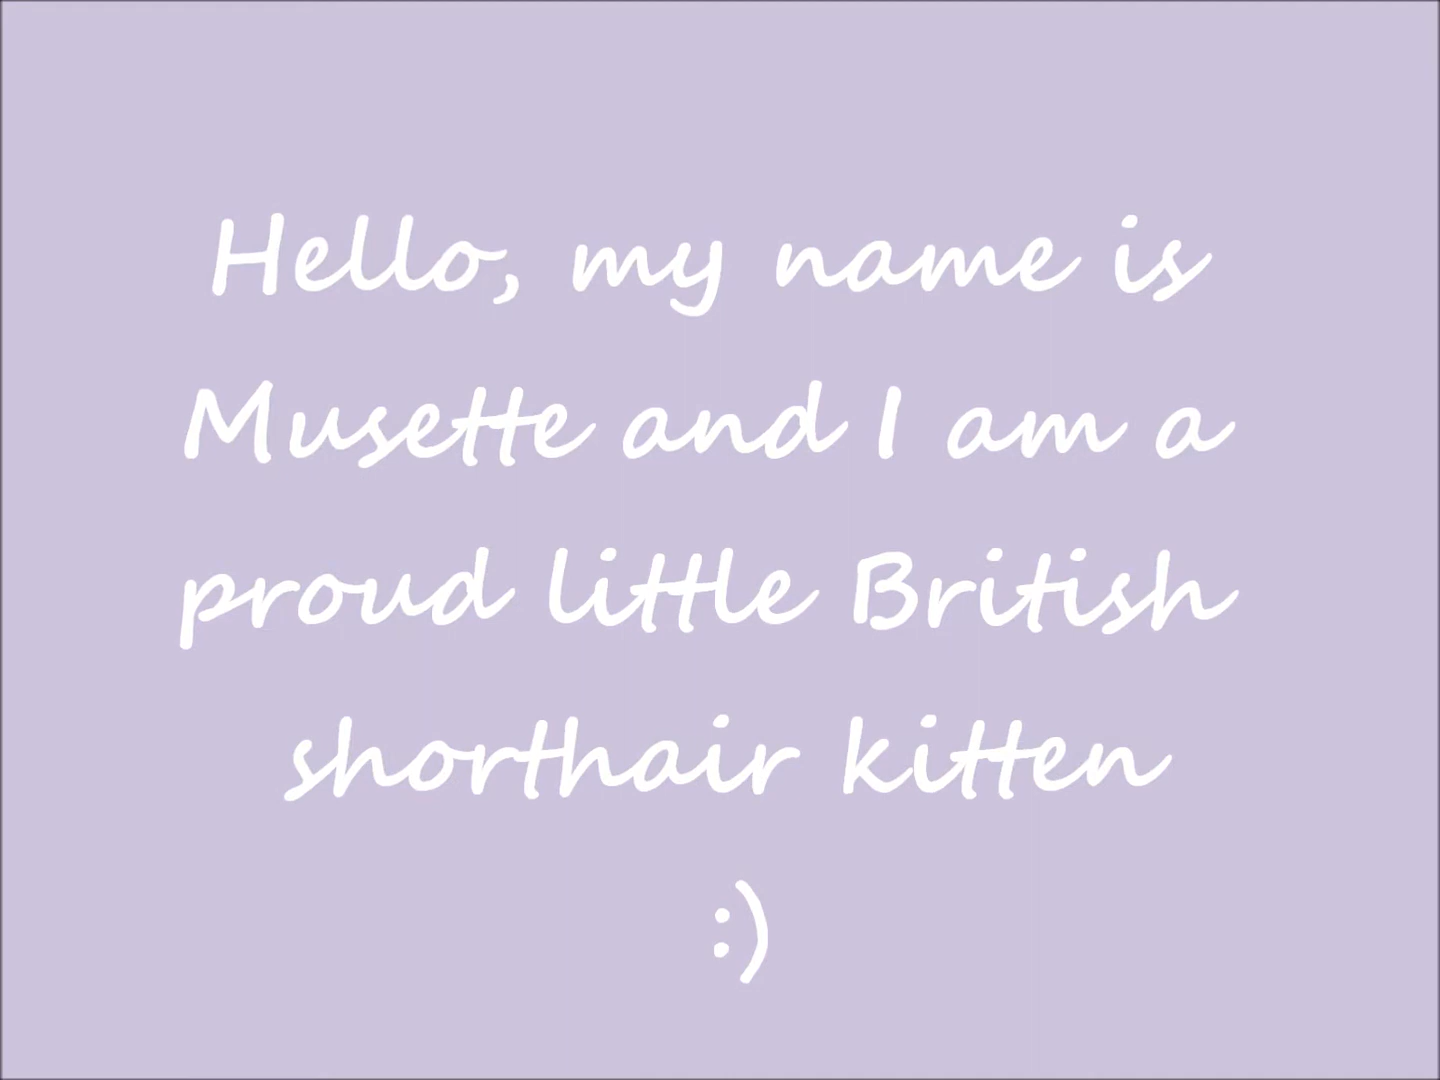 Hello, my name is
Musette and I am a
proud little British
shorthair kitten
:)